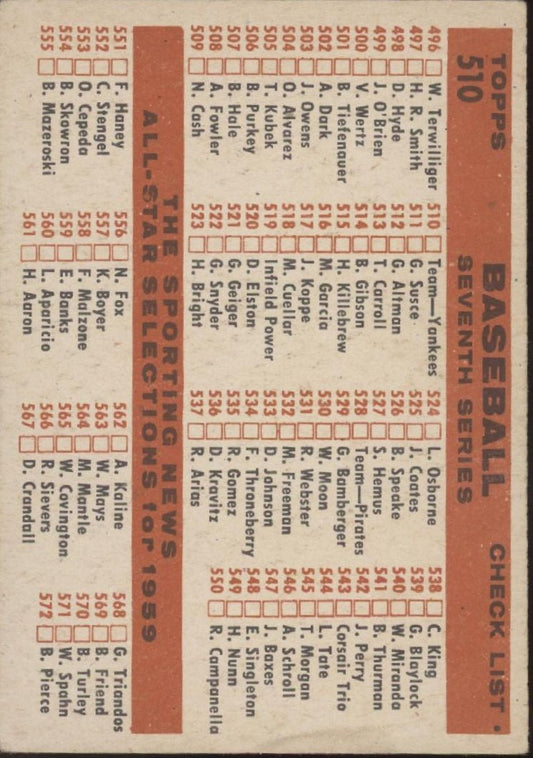 TOPPS BASEBALL CHECK LIST •
510 SEVENTH SERIES
496 W. Terwilliger
497 H. R. Smith
498 D. Hyde
499 J. O'Brien
500 V. Wertz
501 B. Tiefenauer
502 A. Dark
503 J. Owens
504 O. Alvarez
505 T. Kubek
506 B. Purkey
507 B. Hale
508 A. Fowler
509 N. Cash
510 Team—Yankees
511 G. Susce
512 G. Altman
513 T. Carroll
514 B. Gibson
515 H. Killebrew
516 M. Garcia
517 J. Koppe
518 M. Cuellar
519 Infield Power
520 D. Elston
521 G. Geiger
522 G. Snyder
523 H. Bright
524 L. Osborne
525 J. Coates
526 B. Speake
527 S. Hemus
528 Team—Pirates
529 G. Bamberger
530 W. Moon
531 R. Webster
532 M. Freeman
533 D. Johnson
534 F. Throneberry
535 R. Gomez
536 D. Kravitz
537 R. Arias
538 C. King
539 G. Blaylock
540 W. Miranda
541 B. Thurman
542 J. Perry
543 Corsair Trio
544 L. Tate
545 T. Morgan
546 A. Schroll
547 J. Baxes
548 E. Singleton
549 H. Nunn
550 R. Campanella
THE SPORTING NEWS
ALL-STAR SELECTIONS for 1959
551 F. Haney
552 C. Stengel
553 O. Cepeda
554 B. Skowron
555 B. Mazeroski
556 N. Fox
557 K. Boyer
558 F. Malzone
559 E. Banks
560 L. Aparicio
561 H. Aaron
562 A. Kaline
563 W. Mays
564 M. Mantle
565 W. Covington
566 R. Sievers
567 D. Crandall
568 G. Triandos
569 B. Friend
570 B. Turley
571 W. Spahn
572 B. Pierce